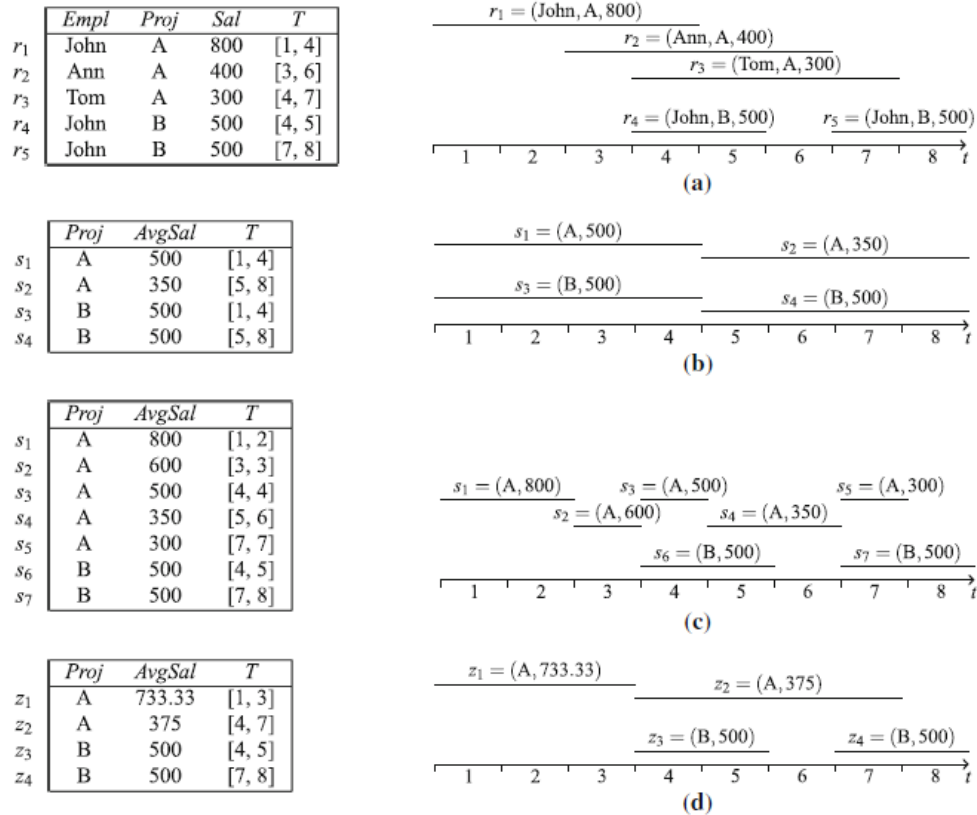 Empl Proj Sal T
r1 John A 800 [1, 4]
r2 Ann A 400 [3, 6]
r3 Tom A 300 [4, 7]
r4 John B 500 [4, 5]
r5 John B 500 [7, 8]
r1 = (John, A, 800)
r2 = (Ann, A, 400)
r3 = (Tom, A, 300)
r4 = (John, B, 500) r5 = (John, B, 500)
1 2 3 4 5 6 7 8 t
(a)
Proj AvgSal T
s1 A 500 [1, 4]
s2 A 350 [5, 8]
s3 B 500 [1, 4]
s4 B 500 [5, 8]
s1 = (A, 500)
s2 = (A, 350)
s3 = (B, 500)
s4 = (B, 500)
1 2 3 4 5 6 7 8 t
(b)
Proj AvgSal T
s1 A 800 [1, 2]
s2 A 600 [3, 3]
s3 A 500 [4, 4]
s4 A 350 [5, 6]
s5 A 300 [7, 7]
s6 B 500 [4, 5]
s7 B 500 [7, 8]
s1 = (A, 800) s3 = (A, 500) s5 = (A, 300)
s2 = (A, 600) s4 = (A, 350)
s6 = (B, 500) s7 = (B, 500)
1 2 3 4 5 6 7 8 t
(c)
Proj AvgSal T
z1 A 733.33 [1, 3]
z2 A 375 [4, 7]
z3 B 500 [4, 5]
z4 B 500 [7, 8]
z1 = (A, 733.33)
z2 = (A, 375)
z3 = (B, 500) z4 = (B, 500)
1 2 3 4 5 6 7 8 t
(d)